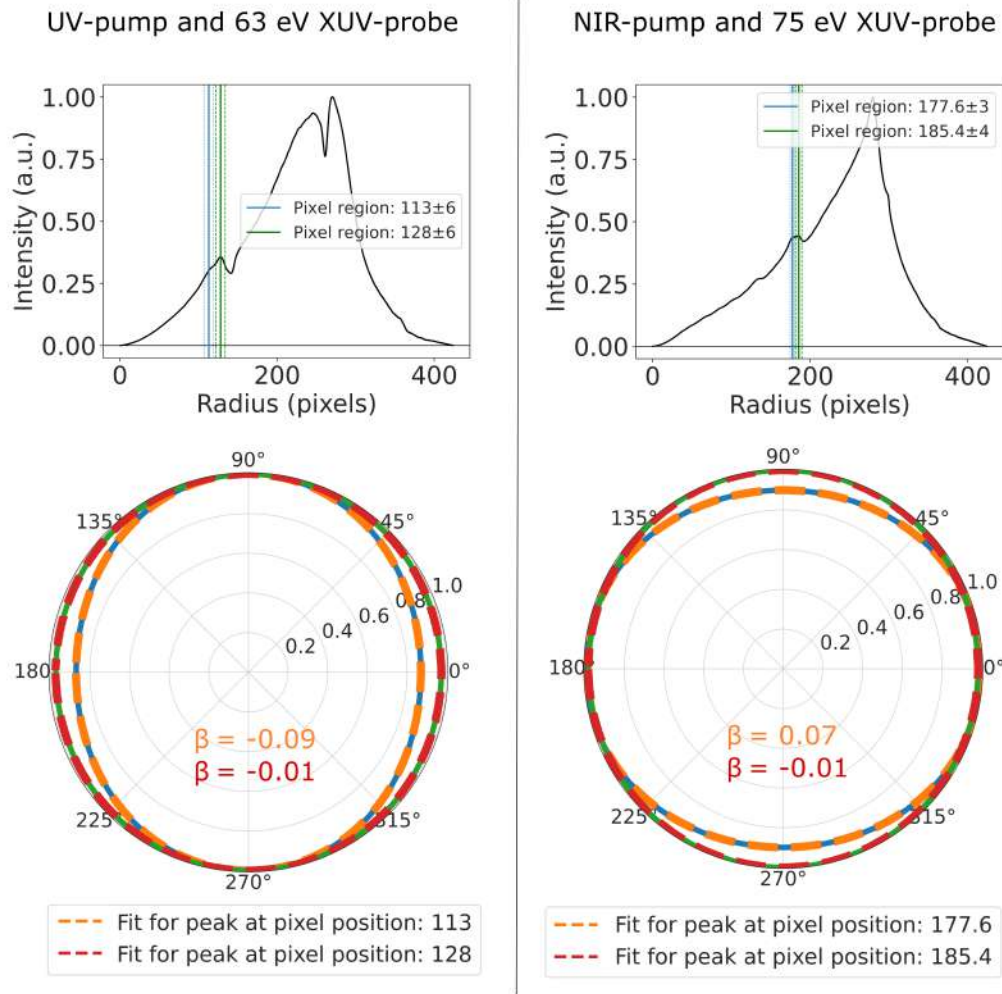 UV-pump and 63 eV XUV-probe
1.00
0.75
0.50
0.25
0.00
Intensity (a.u.)
Pixel region: 113±6
Pixel region: 128±6
0 200 400
Radius (pixels)
90°
135° 45°
1.0
0.8
0.6
0.4
0.2
180° 0°
β = -0.09
β = -0.01
225° 315°
270°
Fit for peak at pixel position: 113
Fit for peak at pixel position: 128
NIR-pump and 75 eV XUV-probe
1.00
0.75
0.50
0.25
0.00
Intensity (a.u.)
Pixel region: 177.6±3
Pixel region: 185.4±4
0 200 400
Radius (pixels)
90°
135° 45°
1.0
0.8
0.6
0.4
0.2
180° 0°
β = 0.07
β = -0.01
225° 315°
270°
Fit for peak at pixel position: 177.6
Fit for peak at pixel position: 185.4